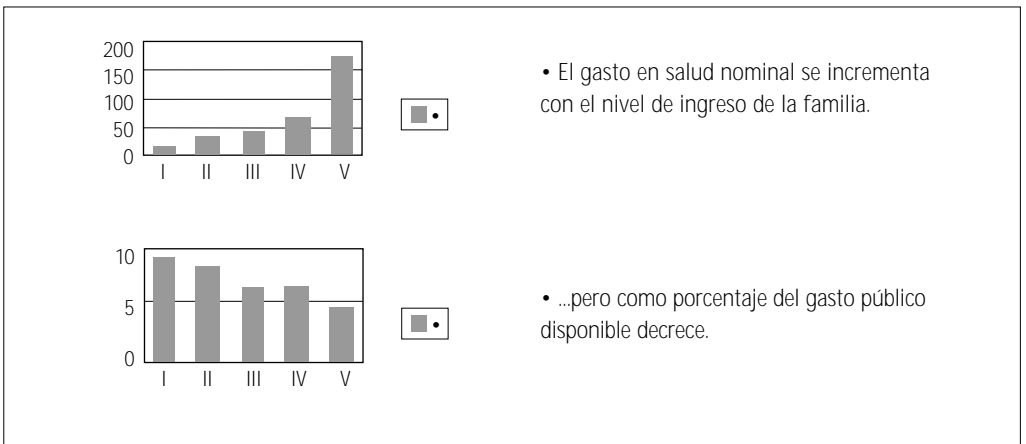 200
150
100
50
0
I II III IV V
•
• El gasto en salud nominal se incrementa
con el nivel de ingreso de la familia.
10
5
0
I II III IV V
•
• ...pero como porcentaje del gasto público
disponible decrece.